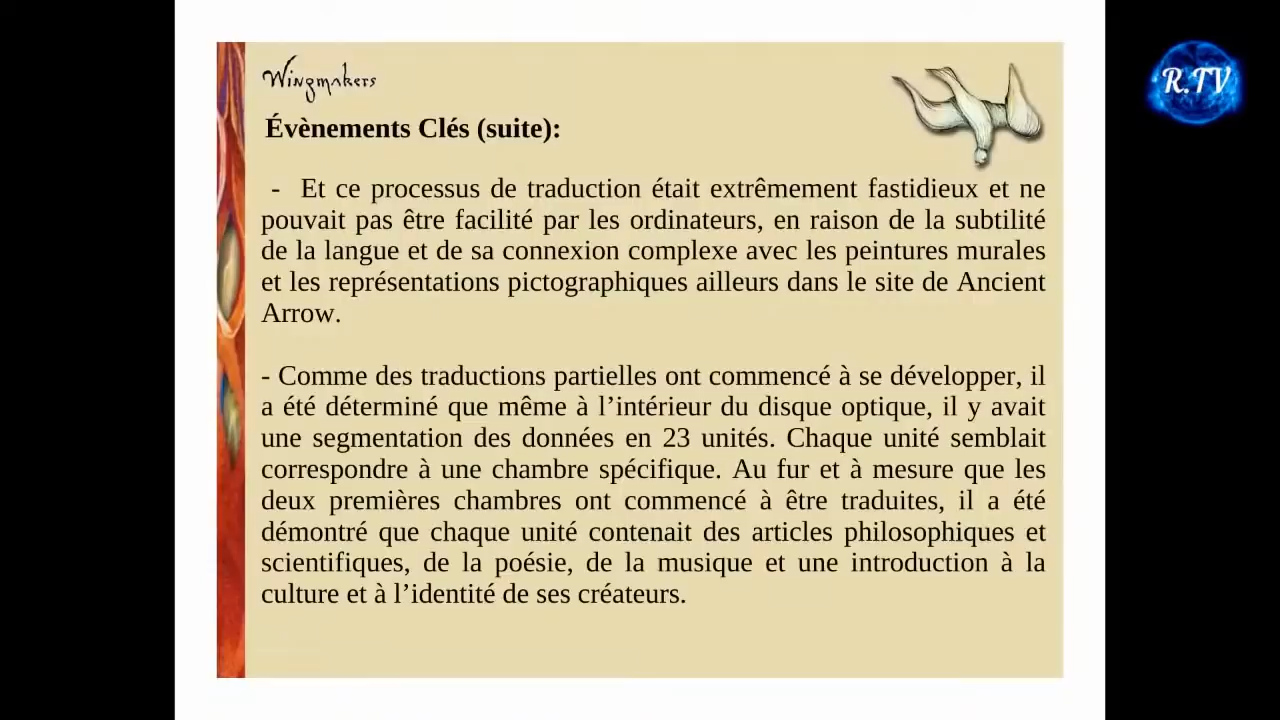 Wingmakers
R.TV
Évènements Clés (suite):
- Et ce processus de traduction était extrêmement fastidieux et ne
pouvait pas être facilité par les ordinateurs, en raison de la subtilité
de la langue et de sa connexion complexe avec les peintures murales
et les représentations pictographiques ailleurs dans le site de Ancient
Arrow.
- Comme des traductions partielles ont commencé à se développer, il
a été déterminé que même à l’intérieur du disque optique, il y avait
une segmentation des données en 23 unités. Chaque unité semblait
correspondre à une chambre spécifique. Au fur et à mesure que les
deux premières chambres ont commencé à être traduites, il a été
démontré que chaque unité contenait des articles philosophiques et
scientifiques, de la poésie, de la musique et une introduction à la
culture et à l’identité de ses créateurs.